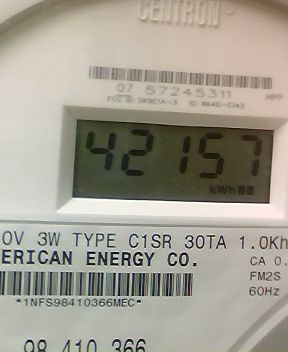 CENTRON®
07 57245311
42157
kWh
0V 3W TYPE C1SR 30TA 1.0Kh
ERICAN ENERGY CO.
CA 0.
FM2S
60Hz
*1NFS98410366MEC*
98 410 366